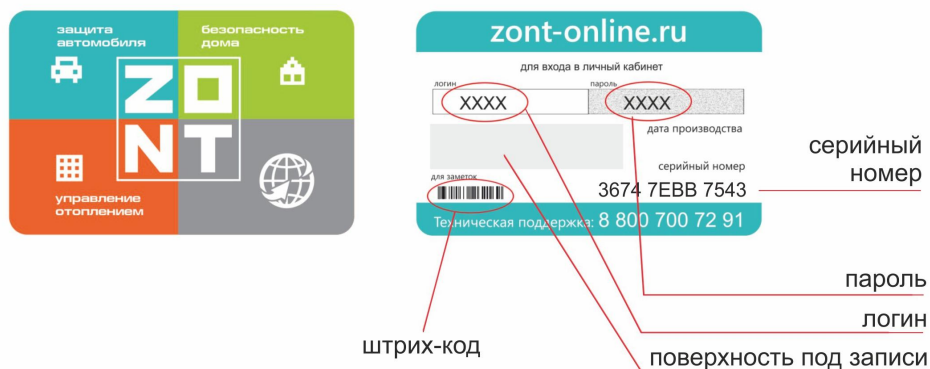 защита
автомобиля
безопасность
дома
ZO
NT
управление
отоплением
zont-online.ru
для входа в личный кабинет
логин
пароль
XXXX
XXXX
дата производства
серийный номер
для заметок
3674 7EBB 7543
Техническая поддержка: 8 800 700 72 91
серийный
номер
пароль
логин
штрих-код
поверхность под записи